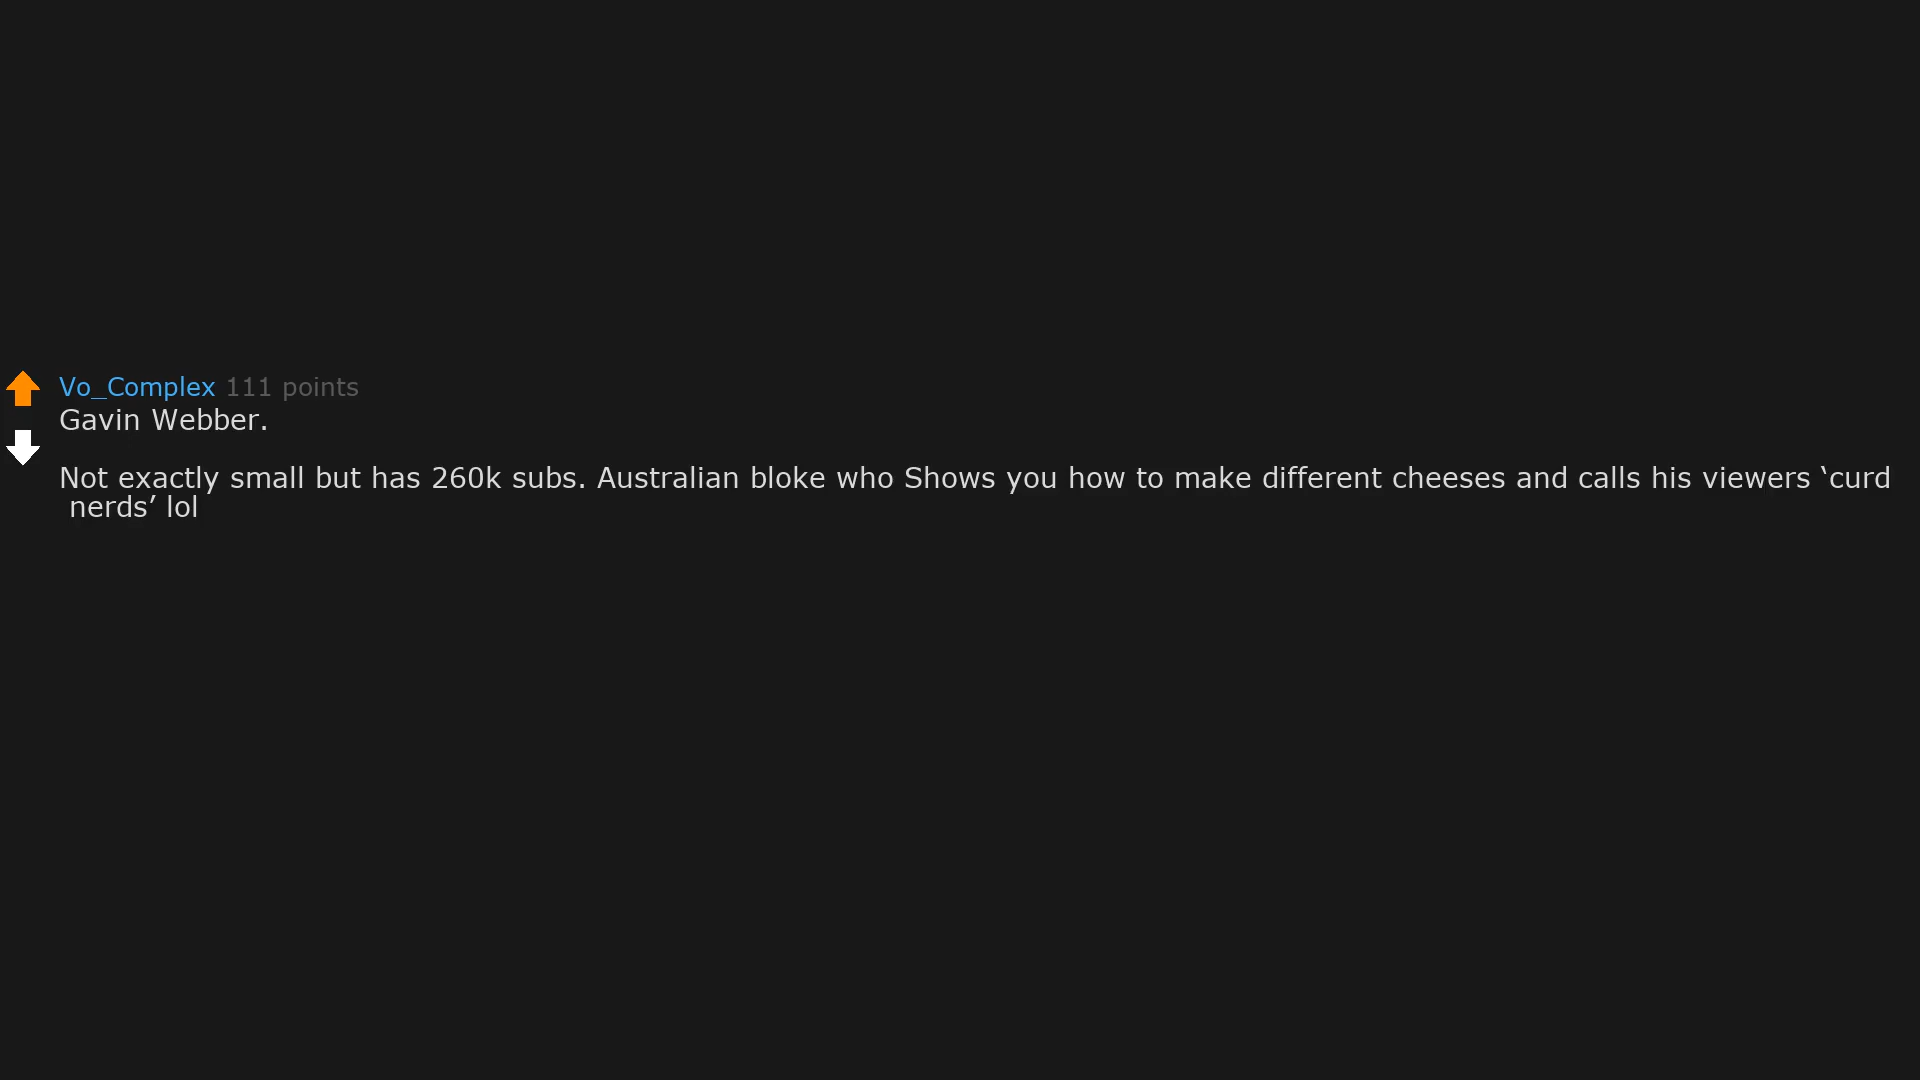 Vo_Complex 111 points
Gavin Webber.
Not exactly small but has 260k subs. Australian bloke who Shows you how to make different cheeses and calls his viewers ‘curd
nerds’ lol